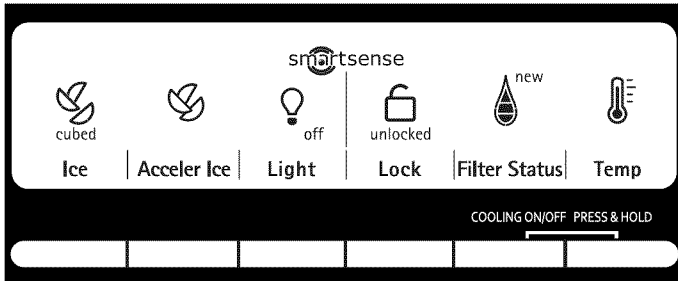 smartsense
new
cubed
off
unlocked
Ice Acceler Ice Light Lock Filter Status Temp
COOLING ON/OFF PRESS & HOLD